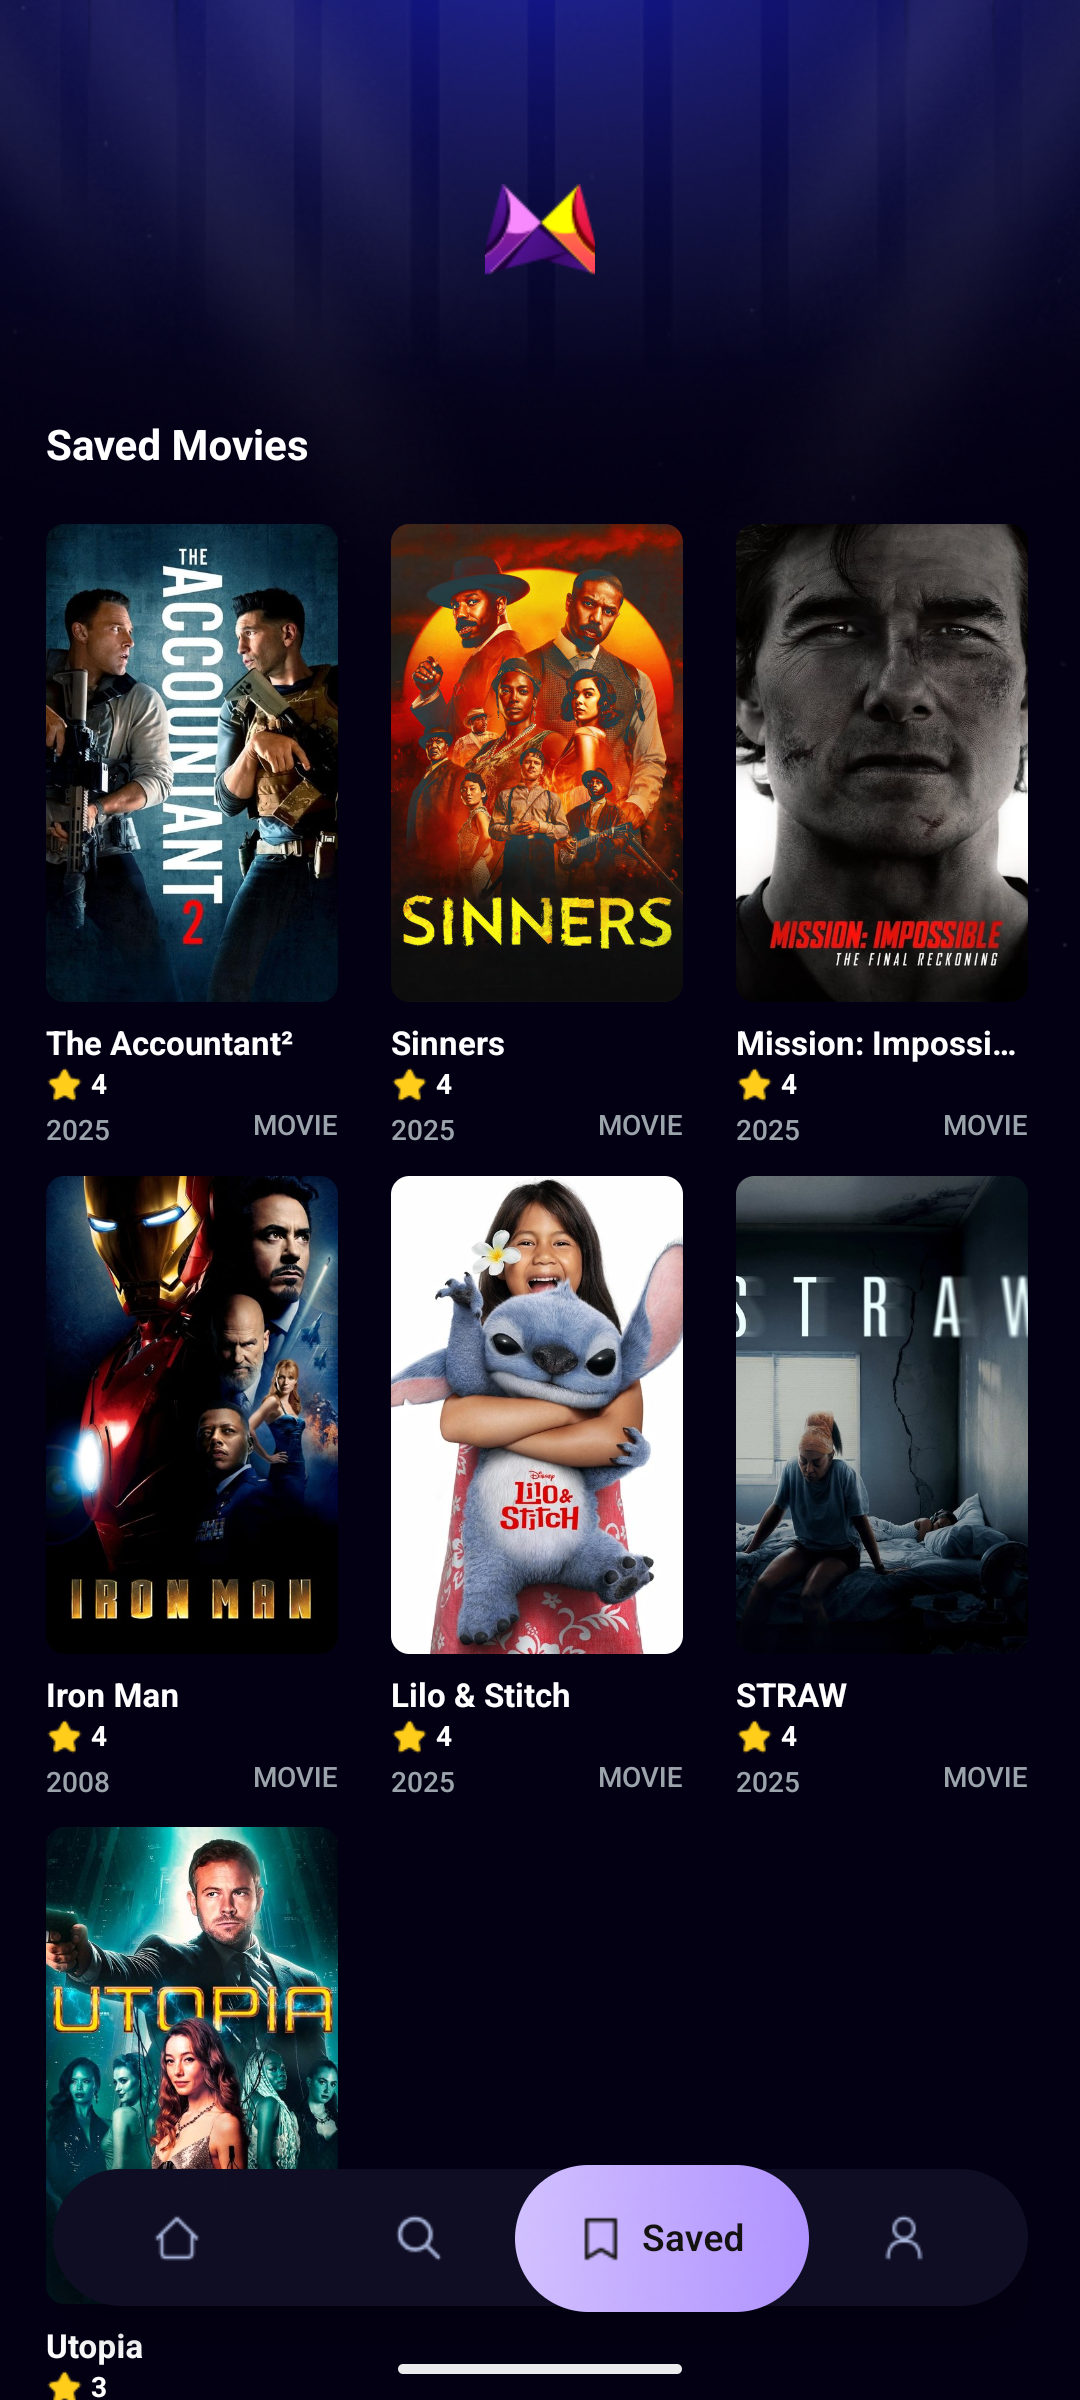 Saved Movies
THE
ACCOUNTANT
2
SINNERS
MISSION: IMPOSSIBLE
THE FINAL RECKONING
The Accountant²
4
2025 MOVIE
Sinners
4
2025 MOVIE
Mission: Impossi...
4
2025 MOVIE
IRON MAN
Disney
Lilo &
Stitch
STRAW
Iron Man
4
2008 MOVIE
Lilo & Stitch
4
2025 MOVIE
STRAW
4
2025 MOVIE
UTOPIA
Saved
Utopia
3